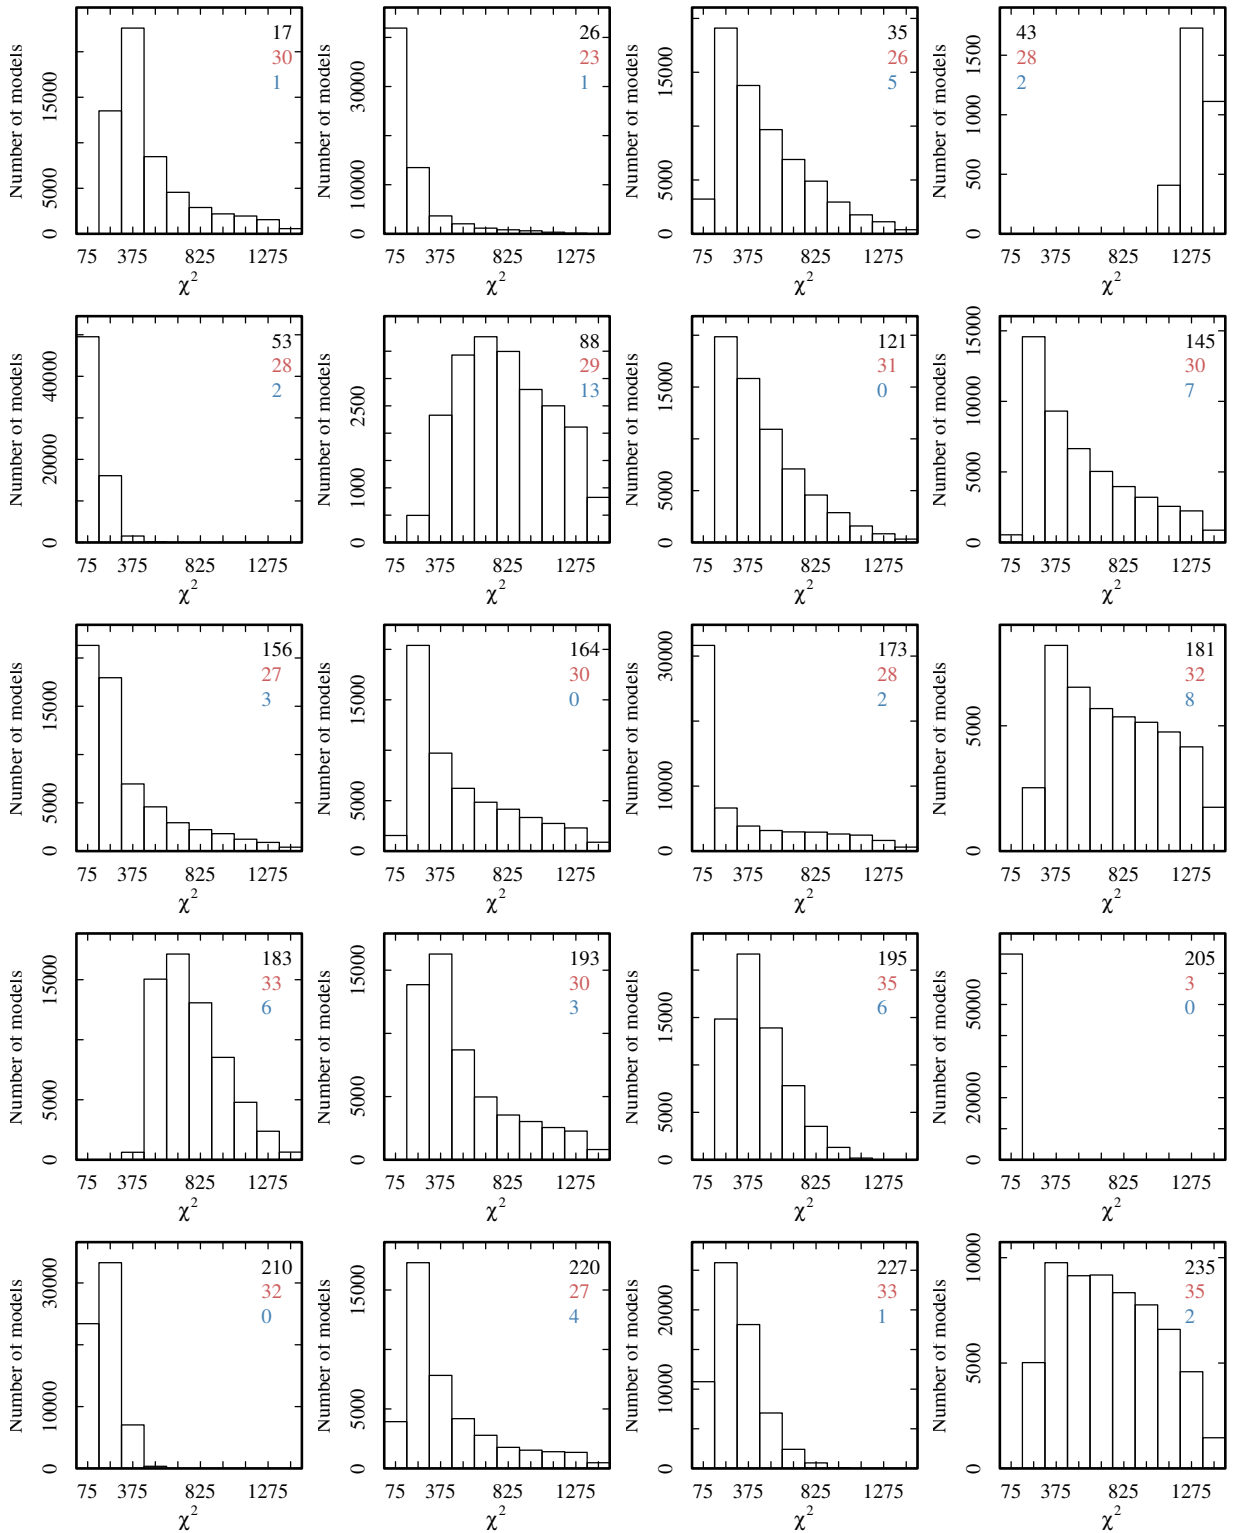 Number of models
15000
5000
0
17
30
1
75 375 825 1275
χ²
Number of models
30000
10000
0
26
23
1
75 375 825 1275
χ²
Number of models
15000
5000
0
35
26
5
75 375 825 1275
χ²
Number of models
1500
1000
500
0
43
28
2
75 375 825 1275
χ²
Number of models
40000
20000
0
53
28
2
75 375 825 1275
χ²
Number of models
2500
1000
0
88
29
13
75 375 825 1275
χ²
Number of models
15000
5000
0
121
31
0
75 375 825 1275
χ²
Number of models
15000
10000
5000
0
145
30
7
75 375 825 1275
χ²
Number of models
15000
5000
0
156
27
3
75 375 825 1275
χ²
Number of models
15000
5000
0
164
30
0
75 375 825 1275
χ²
Number of models
30000
10000
0
173
28
2
75 375 825 1275
χ²
Number of models
5000
0
181
32
8
75 375 825 1275
χ²
Number of models
15000
5000
0
183
33
6
75 375 825 1275
χ²
Number of models
15000
5000
0
193
30
3
75 375 825 1275
χ²
Number of models
15000
5000
0
195
35
6
75 375 825 1275
χ²
Number of models
50000
20000
0
205
3
0
75 375 825 1275
χ²
Number of models
30000
10000
0
210
32
0
75 375 825 1275
χ²
Number of models
15000
5000
0
220
27
4
75 375 825 1275
χ²
Number of models
20000
10000
0
227
33
1
75 375 825 1275
χ²
Number of models
10000
5000
0
235
35
2
75 375 825 1275
χ²